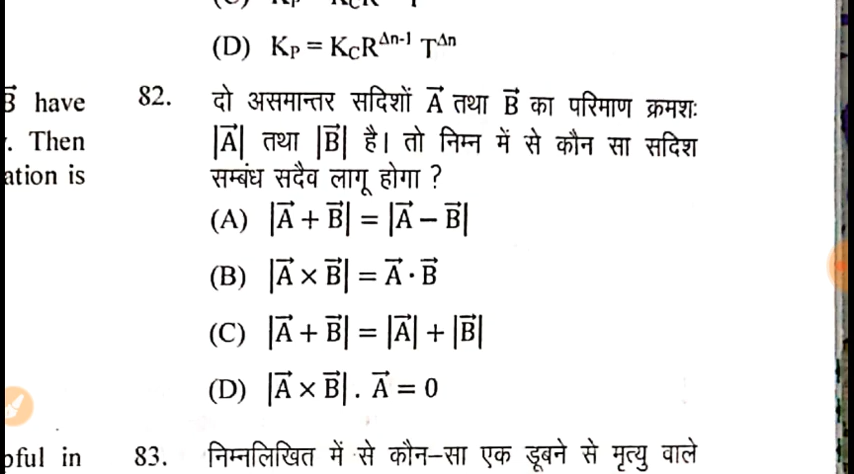 (D) K_P = K_C R^{Δn-1} T^{Δn}
B⃗ have
82. दो असमान्तर सदिशों A⃗ तथा B⃗ का परिमाण क्रमशः
. Then
|A⃗| तथा |B⃗| है। तो निम्न में से कौन सा सदिश
ation is
सम्बंध सदैव लागू होगा ?
(A) |A⃗ + B⃗| = |A⃗ – B⃗|
(B) |A⃗ × B⃗| = A⃗ · B⃗
(C) |A⃗ + B⃗| = |A⃗| + |B⃗|
(D) |A⃗ × B⃗| . A⃗ = 0
pful in
83. निम्नलिखित में से कौन–सा एक डूबने से मृत्यु वाले